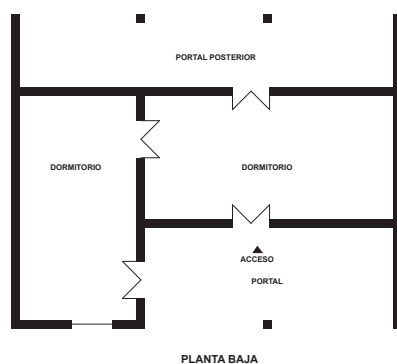 PORTAL POSTERIOR
DORMITORIO
DORMITORIO
ACCESO
PORTAL
PLANTA BAJA